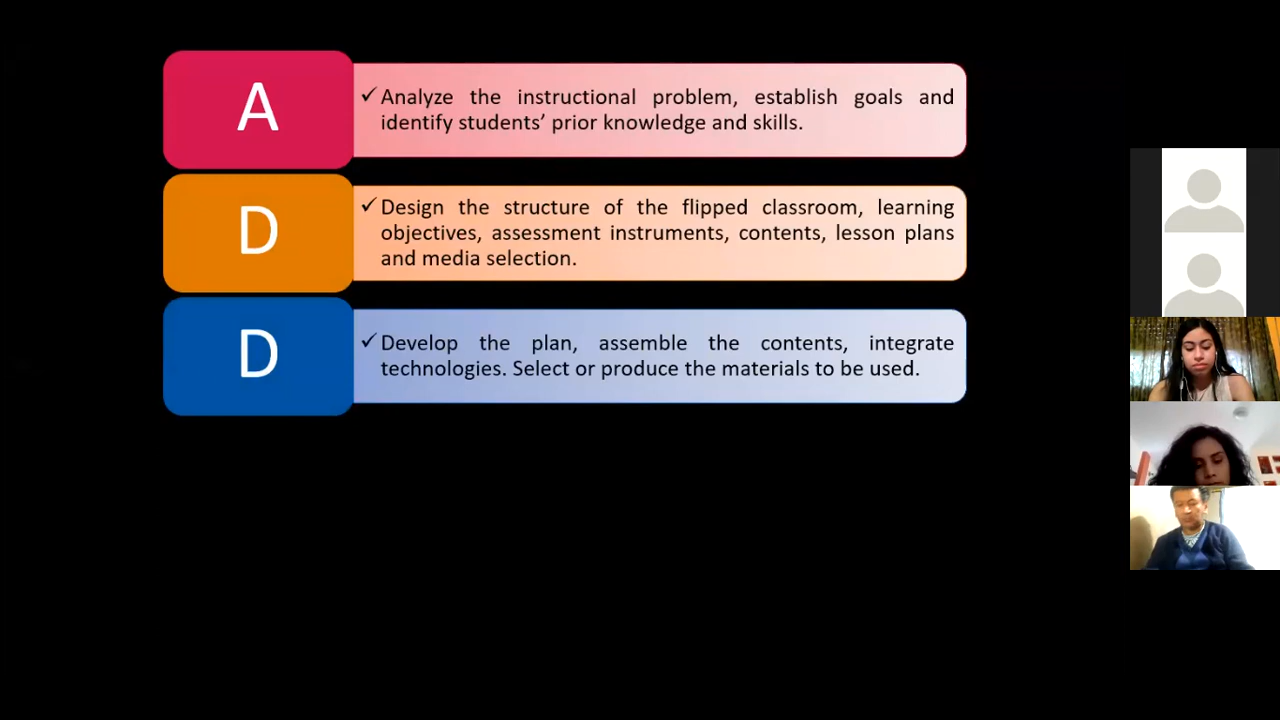 A
✓ Analyze the instructional problem, establish goals and
identify students’ prior knowledge and skills.
D
✓ Design the structure of the flipped classroom, learning
objectives, assessment instruments, contents, lesson plans
and media selection.
D
✓ Develop the plan, assemble the contents, integrate
technologies. Select or produce the materials to be used.